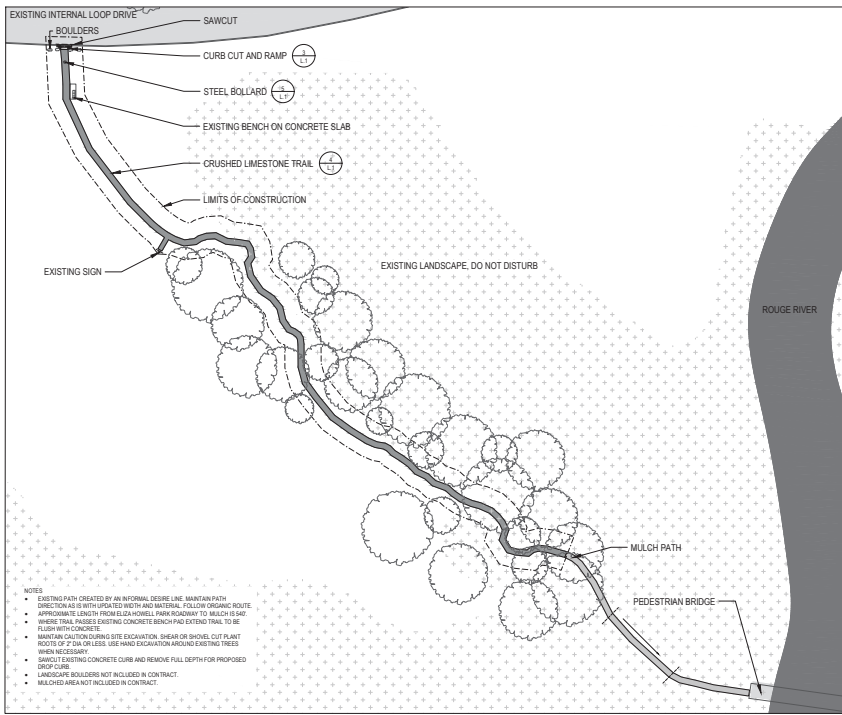 EXISTING INTERNAL LOOP DRIVE
SAWCUT
BOULDERS
CURB CUT AND RAMP
3
L.1
STEEL BOLLARD
5
L.1
EXISTING BENCH ON CONCRETE SLAB
CRUSHED LIMESTONE TRAIL
4
L.1
LIMITS OF CONSTRUCTION
EXISTING SIGN
EXISTING LANDSCAPE, DO NOT DISTURB
ROUGE RIVER
MULCH PATH
PEDESTRIAN BRIDGE
NOTES
• EXISTING PATH CREATED BY AN INFORMAL DESIRE LINE. MAINTAIN PATH
DIRECTION AS IS WITH UPDATED WIDTH AND MATERIAL. FOLLOW ORGANIC ROUTE.
• APPROXIMATE LENGTH FROM ELIZA HOWELL PARK ROADWAY TO MULCH IS 540'.
• WHERE TRAIL PASSES EXISTING CONCRETE BENCH PAD EXTEND TRAIL TO BE
FLUSH WITH CONCRETE.
• MAINTAIN CAUTION DURING SITE EXCAVATION. SHEAR OR SHOVEL CUT PLANT
ROOTS OF 2" DIA OR LESS. USE HAND EXCAVATION AROUND EXISTING TREES
WHEN NECESSARY.
• SAWCUT EXISTING CONCRETE CURB AND REMOVE FULL DEPTH FOR PROPOSED
DROP CURB.
• LANDSCAPE BOULDERS NOT INCLUDED IN CONTRACT.
• MULCHED AREA NOT INCLUDED IN CONTRACT.